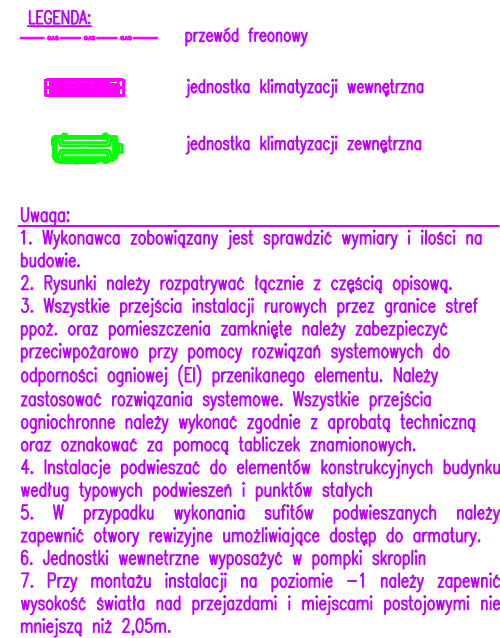 LEGENDA:
GAS GAS GAS przewód freonowy
jednostka klimatyzacji wewnętrzna
jednostka klimatyzacji zewnętrzna
Uwaga:
1. Wykonawca zobowiązany jest sprawdzić wymiary i ilości na
budowie.
2. Rysunki należy rozpatrywać łącznie z częścią opisową.
3. Wszystkie przejścia instalacji rurowych przez granice stref
ppoż. oraz pomieszczenia zamknięte należy zabezpieczyć
przeciwpożarowo przy pomocy rozwiązań systemowych do
odporności ogniowej (EI) przenikanego elementu. Należy
zastosować rozwiązania systemowe. Wszystkie przejścia
ogniochronne należy wykonać zgodnie z aprobatą techniczną
oraz oznakować za pomocą tabliczek znamionowych.
4. Instalacje podwieszać do elementów konstrukcyjnych budynku
według typowych podwieszeń i punktów stałych
5. W przypadku wykonania sufitów podwieszanych należy
zapewnić otwory rewizyjne umożliwiające dostęp do armatury.
6. Jednostki wewnetrzne wyposażyć w pompki skroplin
7. Przy montażu instalacji na poziomie -1 należy zapewnić
wysokość światła nad przejazdami i miejscami postojowymi nie
mniejszą niż 2,05m.